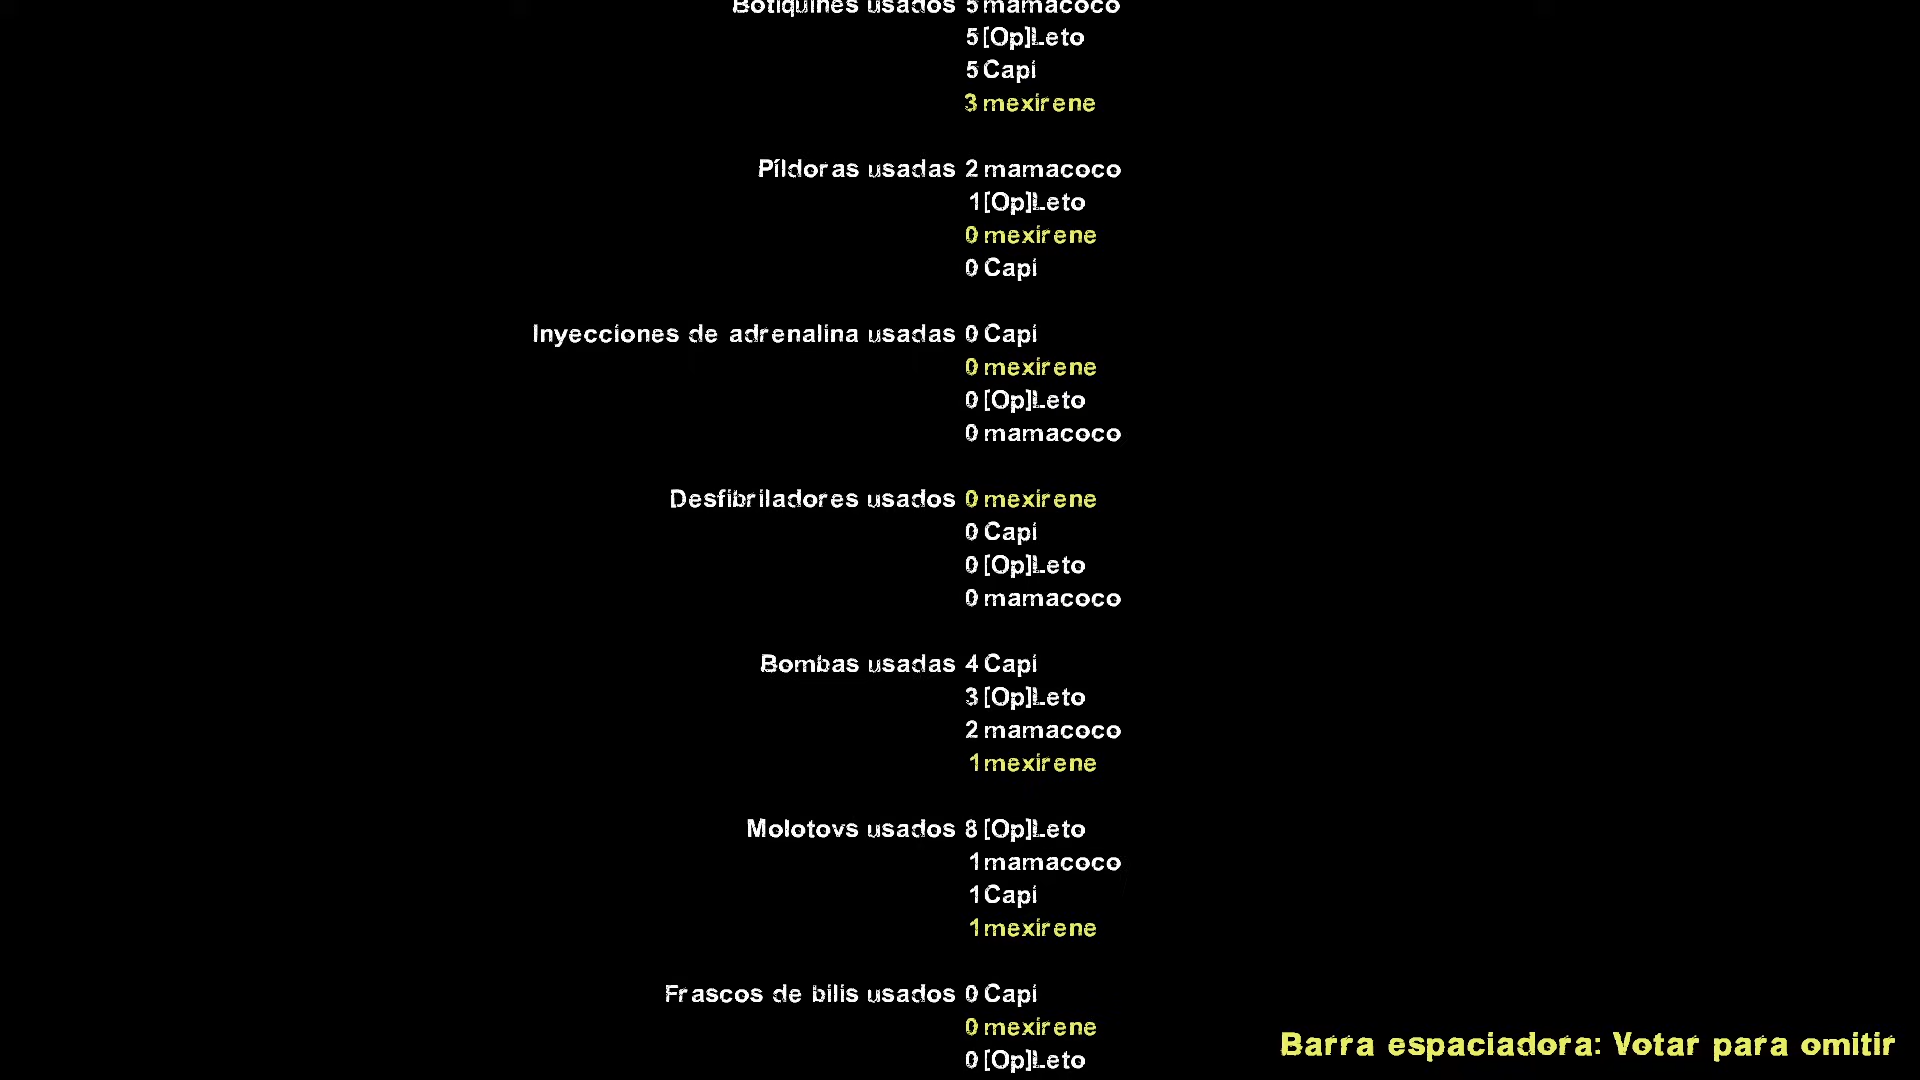 Botiquines usados 5 mamacoco
5 [Op]Leto
5 Capi
3 mexirene
Píldoras usadas 2 mamacoco
1 [Op]Leto
0 mexirene
0 Capi
Inyecciones de adrenalina usadas 0 Capi
0 mexirene
0 [Op]Leto
0 mamacoco
Desfibriladores usados 0 mexirene
0 Capi
0 [Op]Leto
0 mamacoco
Bombas usadas 4 Capi
3 [Op]Leto
2 mamacoco
1 mexirene
Molotovs usados 8 [Op]Leto
1 mamacoco
1 Capi
1 mexirene
Frascos de bilis usados 0 Capi
0 mexirene
0 [Op]Leto
Barra espaciadora: Votar para omitir